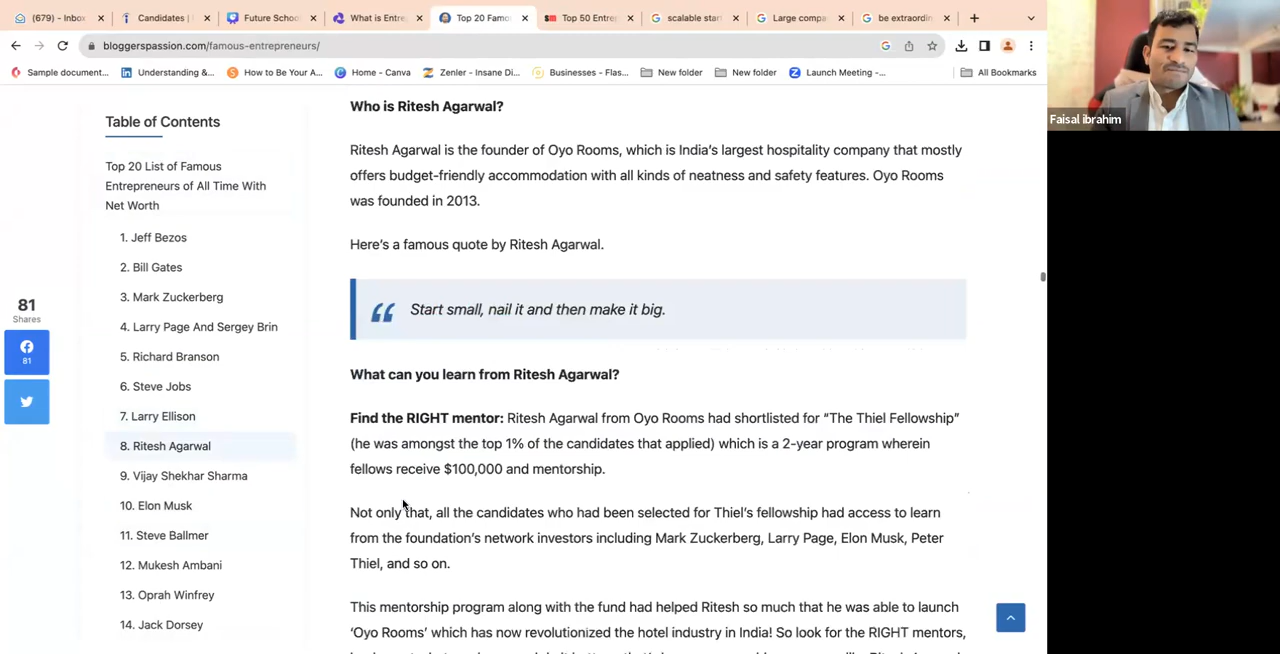 (679) - Inbox
Candidates |
Future Schoo
What is Entre
Top 20 Famo
Top 50 Entrep
scalable start
Large compa
be extraordin
bloggerspassion.com/famous-entrepreneurs/
Sample document...
Understanding &...
How to Be Your A...
Home - Canva
Zenler - Insane Di...
Businesses - Flas...
New folder
New folder
Launch Meeting -...
All Bookmarks
Faisal ibrahim
81
Shares
81
Table of Contents
Top 20 List of Famous
Entrepreneurs of All Time With
Net Worth
1. Jeff Bezos
2. Bill Gates
3. Mark Zuckerberg
4. Larry Page And Sergey Brin
5. Richard Branson
6. Steve Jobs
7. Larry Ellison
8. Ritesh Agarwal
9. Vijay Shekhar Sharma
10. Elon Musk
11. Steve Ballmer
12. Mukesh Ambani
13. Oprah Winfrey
14. Jack Dorsey
Who is Ritesh Agarwal?
Ritesh Agarwal is the founder of Oyo Rooms, which is India's largest hospitality company that mostly
offers budget-friendly accommodation with all kinds of neatness and safety features. Oyo Rooms
was founded in 2013.
Here's a famous quote by Ritesh Agarwal.
Start small, nail it and then make it big.
What can you learn from Ritesh Agarwal?
Find the RIGHT mentor: Ritesh Agarwal from Oyo Rooms had shortlisted for "The Thiel Fellowship"
(he was amongst the top 1% of the candidates that applied) which is a 2-year program wherein
fellows receive $100,000 and mentorship.
Not only that, all the candidates who had been selected for Thiel's fellowship had access to learn
from the foundation's network investors including Mark Zuckerberg, Larry Page, Elon Musk, Peter
Thiel, and so on.
This mentorship program along with the fund had helped Ritesh so much that he was able to launch
'Oyo Rooms' which has now revolutionized the hotel industry in India! So look for the RIGHT mentors,